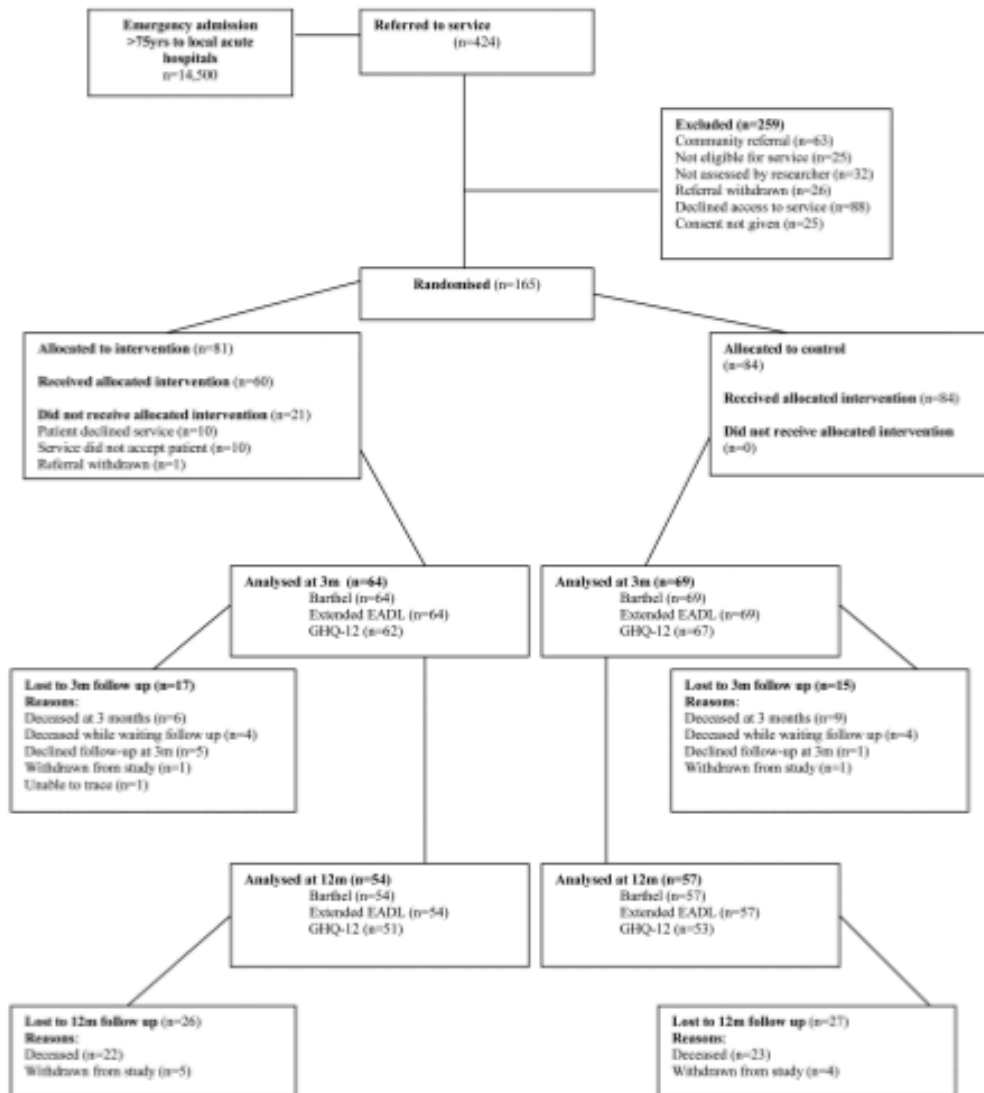 Emergency admission
>75yrs to local acute
hospitals
n=14,500
Referred to service
(n=424)
Excluded (n=259)
Community referral (n=63)
Not eligible for service (n=25)
Not assessed by researcher (n=32)
Referral withdrawn (n=26)
Declined access to service (n=88)
Consent not given (n=25)
Randomised (n=165)
Allocated to intervention (n=81)
Received allocated intervention (n=60)
Did not receive allocated intervention (n=21)
Patient declined service (n=10)
Service did not accept patient (n=10)
Referral withdrawn (n=1)
Allocated to control
(n=84)
Received allocated intervention (n=84)
Did not receive allocated intervention
(n=0)
Analysed at 3m (n=64)
Barthel (n=64)
Extended EADL (n=64)
GHQ-12 (n=62)
Analysed at 3m (n=69)
Barthel (n=69)
Extended EADL (n=69)
GHQ-12 (n=67)
Lost to 3m follow up (n=17)
Reasons:
Deceased at 3 months (n=6)
Deceased while waiting follow up (n=4)
Declined follow-up at 3m (n=5)
Withdrawn from study (n=1)
Unable to trace (n=1)
Lost to 3m follow up (n=15)
Reasons:
Deceased at 3 months (n=9)
Deceased while waiting follow up (n=4)
Declined follow-up at 3m (n=1)
Withdrawn from study (n=1)
Analysed at 12m (n=54)
Barthel (n=54)
Extended EADL (n=54)
GHQ-12 (n=51)
Analysed at 12m (n=57)
Barthel (n=57)
Extended EADL (n=57)
GHQ-12 (n=53)
Lost to 12m follow up (n=26)
Reasons:
Deceased (n=22)
Withdrawn from study (n=5)
Lost to 12m follow up (n=27)
Reasons:
Deceased (n=23)
Withdrawn from study (n=4)